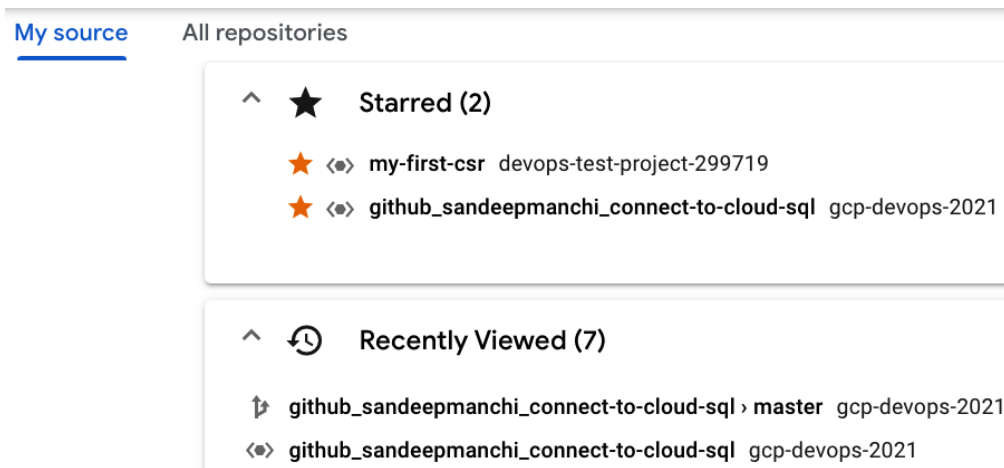 My source All repositories
Starred (2)
my-first-csr devops-test-project-299719
github_sandeepmanchi_connect-to-cloud-sql gcp-devops-2021
Recently Viewed (7)
github_sandeepmanchi_connect-to-cloud-sql › master gcp-devops-2021
github_sandeepmanchi_connect-to-cloud-sql gcp-devops-2021